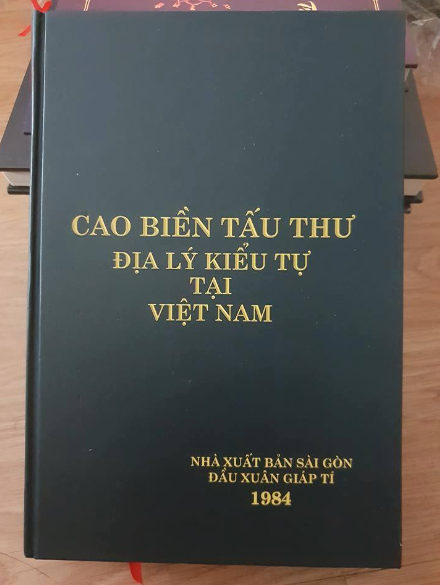 CAO BIỀN TẤU THƯ
ĐỊA LÝ KIỂU TỰ
TẠI
VIỆT NAM
NHÀ XUẤT BẢN SÀI GÒN
ĐẦU XUÂN GIÁP TÍ
1984